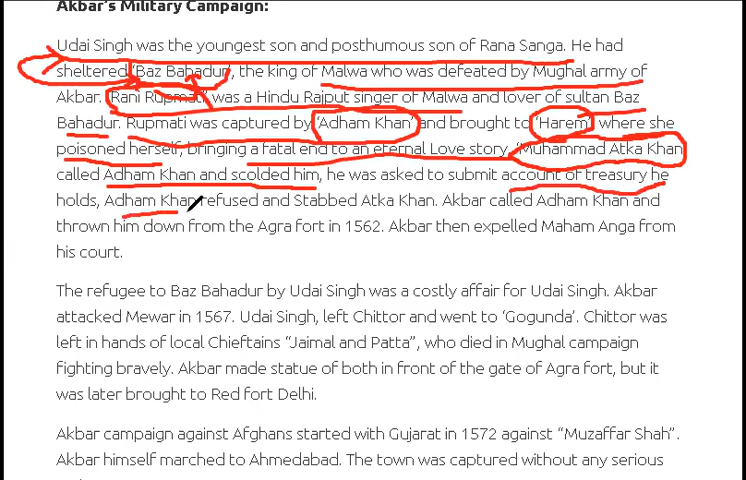 Akbar's Military Campaign:
Udai Singh was the youngest son and posthumous son of Rana Sanga. He had
sheltered 'Baz Bahadur', the king of Malwa who was defeated by Mughal army of
Akbar. 'Rani Rupmati' was a Hindu Rajput singer of Malwa and lover of sultan Baz
Bahadur. Rupmati was captured by 'Adham Khan' and brought to 'Harem', where she
poisoned herself, bringing a fatal end to an eternal Love story. 'Muhammad Atka Khan
called Adham Khan and scolded him, he was asked to submit account of treasury he
holds, Adham Khan refused and Stabbed Atka Khan. Akbar called Adham Khan and
thrown him down from the Agra fort in 1562. Akbar then expelled Maham Anga from
his court.
The refugee to Baz Bahadur by Udai Singh was a costly affair for Udai Singh. Akbar
attacked Mewar in 1567. Udai Singh, left Chittor and went to 'Gogunda'. Chittor was
left in hands of local Chieftains "Jaimal and Patta", who died in Mughal campaign
fighting bravely. Akbar made statue of both in front of the gate of Agra fort, but it
was later brought to Red fort Delhi.
Akbar campaign against Afghans started with Gujarat in 1572 against "Muzaffar Shah".
Akbar himself marched to Ahmedabad. The town was captured without any serious